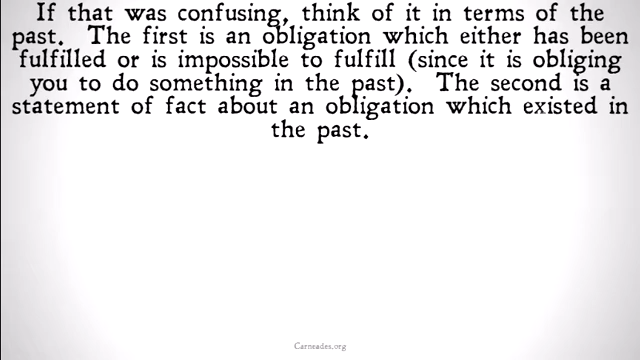 If that was confusing, think of it in terms of the
past.  The first is an obligation which either has been
fulfilled or is impossible to fulfill (since it is obliging
you to do something in the past).  The second is a
statement of fact about an obligation which existed in
the past.
Carneades.org